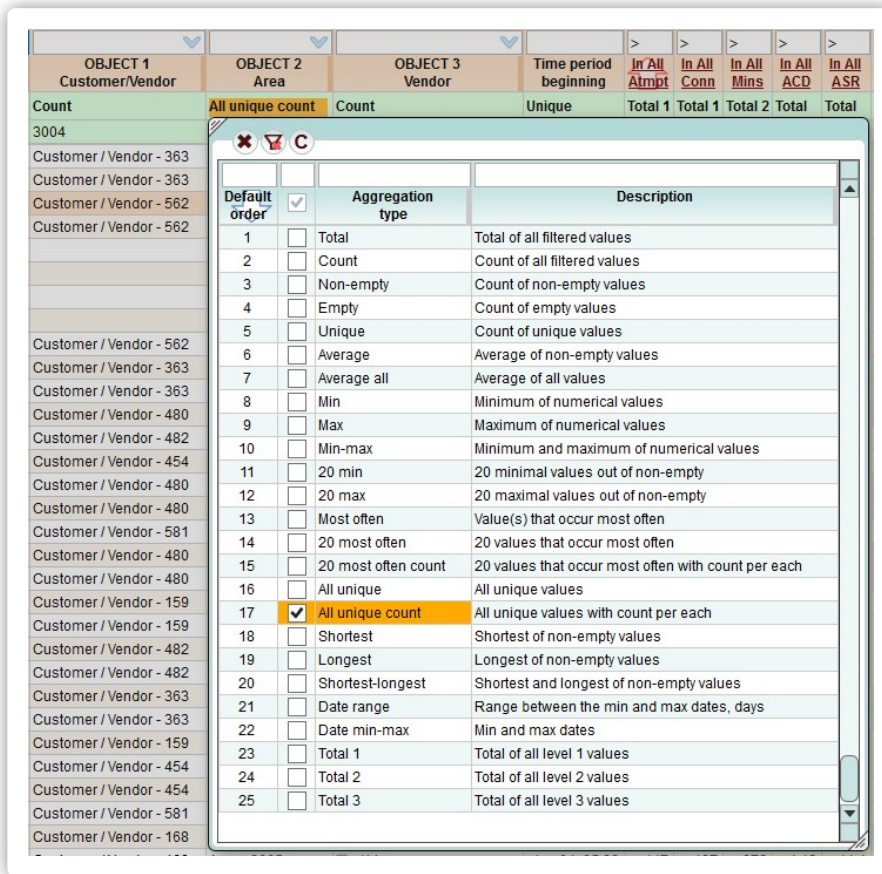 > > > > >
OBJECT 1 OBJECT 2 OBJECT 3 Time period In All In All In All In All In All
Customer/Vendor Area Vendor beginning Atmpt Conn Mins ACD ASR
Count All unique count Count Unique Total 1 Total 1 Total 2 Total Total
3004
C
Customer / Vendor - 363
Customer / Vendor - 363
Customer / Vendor - 562
Customer / Vendor - 562
Customer / Vendor - 562
Customer / Vendor - 363
Customer / Vendor - 363
Customer / Vendor - 480
Customer / Vendor - 482
Customer / Vendor - 454
Customer / Vendor - 480
Customer / Vendor - 480
Customer / Vendor - 581
Customer / Vendor - 480
Customer / Vendor - 480
Customer / Vendor - 159
Customer / Vendor - 159
Customer / Vendor - 482
Customer / Vendor - 482
Customer / Vendor - 363
Customer / Vendor - 363
Customer / Vendor - 159
Customer / Vendor - 454
Customer / Vendor - 454
Customer / Vendor - 581
Customer / Vendor - 168
Default Aggregation Description
order type
1 Total Total of all filtered values
2 Count Count of all filtered values
3 Non-empty Count of non-empty values
4 Empty Count of empty values
5 Unique Count of unique values
6 Average Average of non-empty values
7 Average all Average of all values
8 Min Minimum of numerical values
9 Max Maximum of numerical values
10 Min-max Minimum and maximum of numerical values
11 20 min 20 minimal values out of non-empty
12 20 max 20 maximal values out of non-empty
13 Most often Value(s) that occur most often
14 20 most often 20 values that occur most often
15 20 most often count 20 values that occur most often with count per each
16 All unique All unique values
17 All unique count All unique values with count per each
18 Shortest Shortest of non-empty values
19 Longest Longest of non-empty values
20 Shortest-longest Shortest and longest of non-empty values
21 Date range Range between the min and max dates, days
22 Date min-max Min and max dates
23 Total 1 Total of all level 1 values
24 Total 2 Total of all level 2 values
25 Total 3 Total of all level 3 values